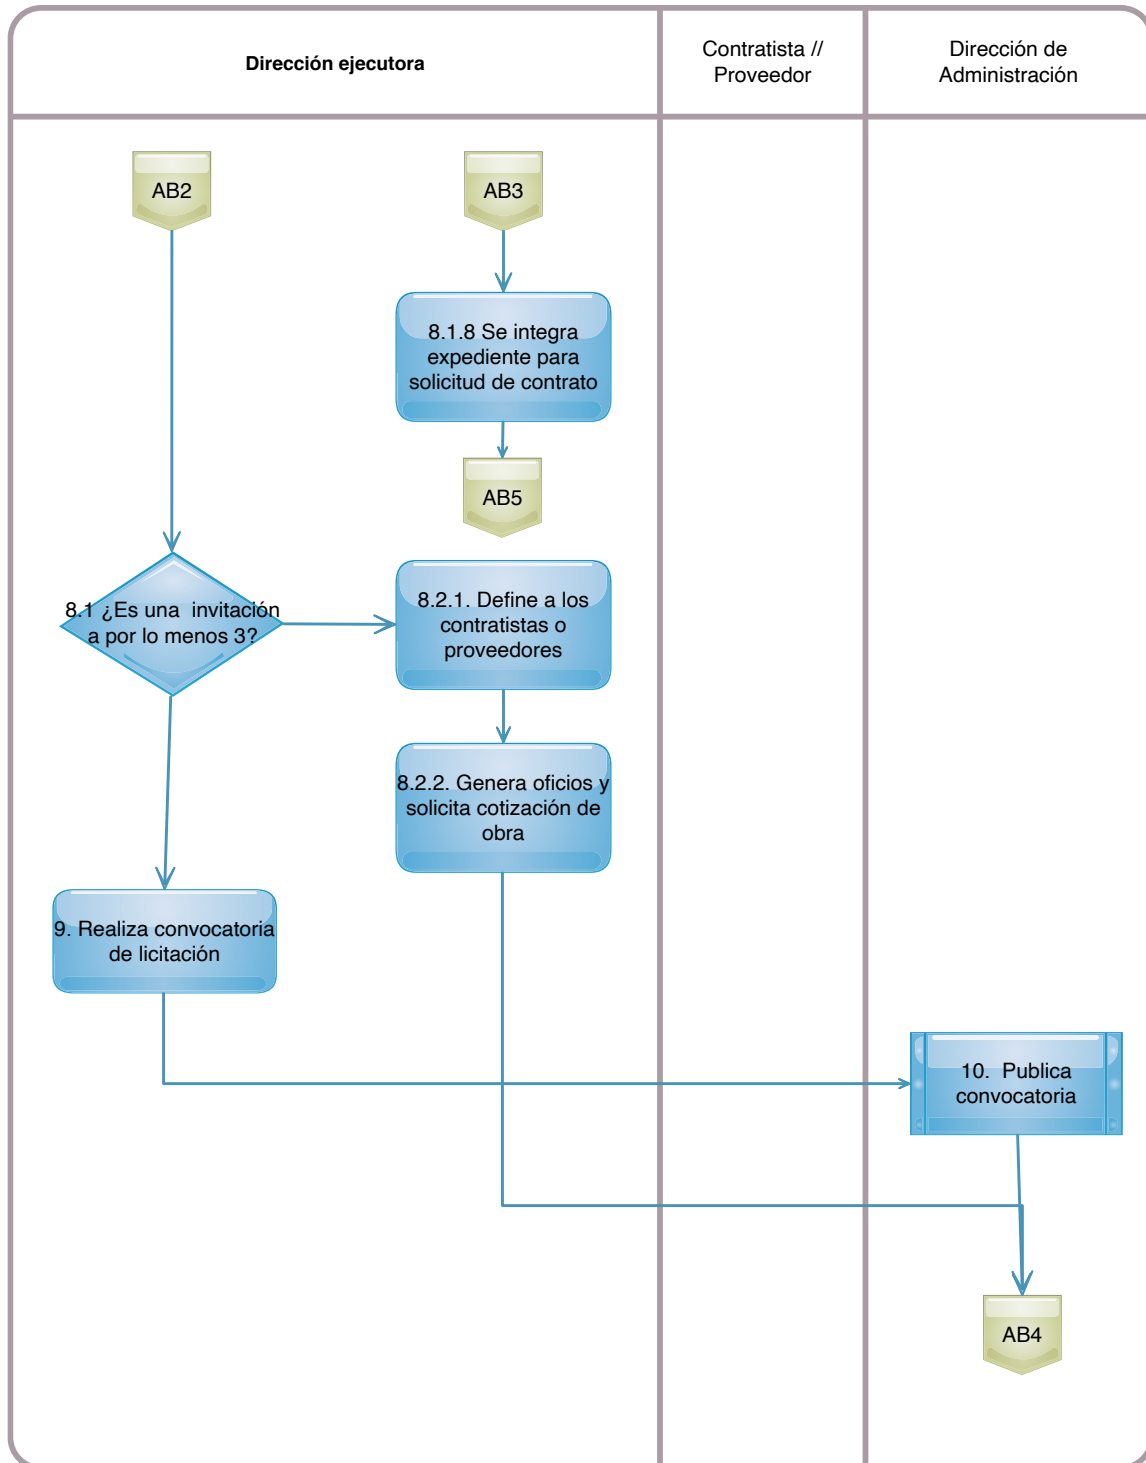 Dirección ejecutora
Contratista //
Proveedor
Dirección de
Administración
AB2
AB3
8.1.8 Se integra
expediente para
solicitud de contrato
AB5
8.1 ¿Es una  invitación
a por lo menos 3?
8.2.1. Define a los
contratistas o
proveedores
8.2.2. Genera oficios y
solicita cotización de
obra
9. Realiza convocatoria
de licitación
10.  Publica
convocatoria
AB4